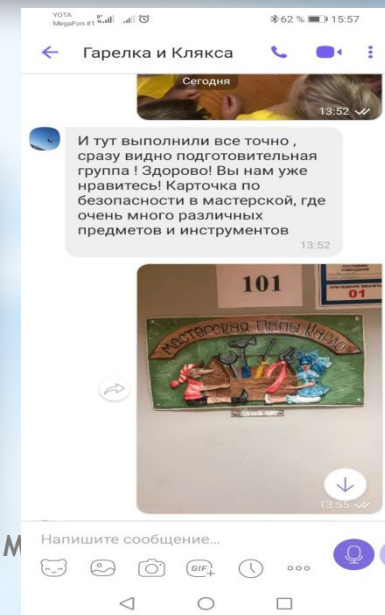 YOTA
MegaFon #1
62 % 15:57
Гарелка и Клякса
Сегодня
13:52
И тут выполнили все точно ,
сразу видно подготовительная
группа ! Здорово! Вы нам уже
нравитесь! Карточка по
безопасности в мастерской, где
очень много различных
предметов и инструментов
13:52
101
01
Мастерская Папы Карло
13:55
М
Напишите сообщение...
GIF